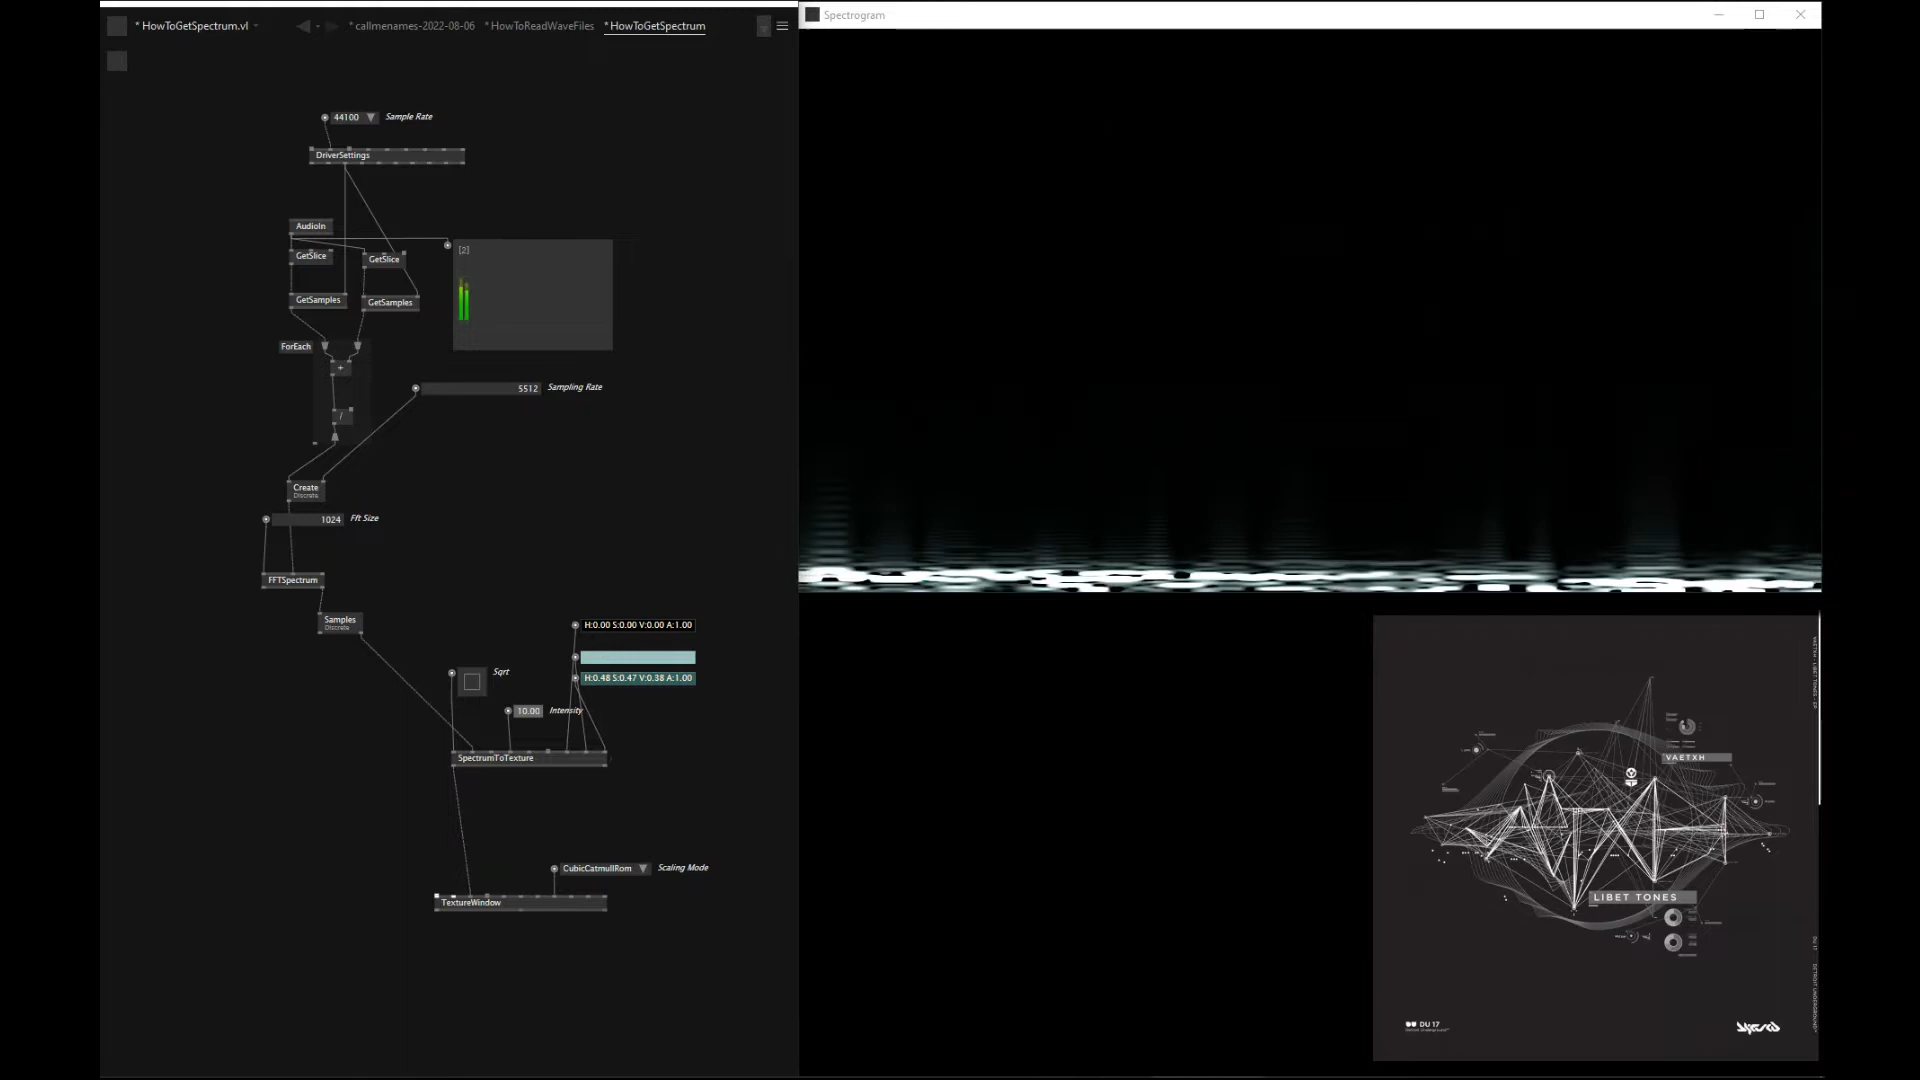 * HowToGetSpectrum.vl
* callmenames-2022-08-06
* HowToReadWaveFiles
* HowToGetSpectrum
Spectrogram
44100
Sample Rate
DriverSettings
AudioIn
[2]
GetSlice
GetSlice
GetSamples
GetSamples
ForEach
+
/
5512
Sampling Rate
Create
Discrete
1024
Fft Size
FFTSpectrum
Samples
Discrete
H:0.00 S:0.00 V:0.00 A:1.00
Sqrt
H:0.48 S:0.47 V:0.38 A:1.00
10.00
Intensity
SpectrumToTexture
CubicCatmullRom
Scaling Mode
TextureWindow
VAETXH
LIBET TONES
DU 17